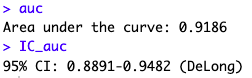 > auc
Area under the curve: 0.9186
> IC_auc
95% CI: 0.8891-0.9482 (DeLong)